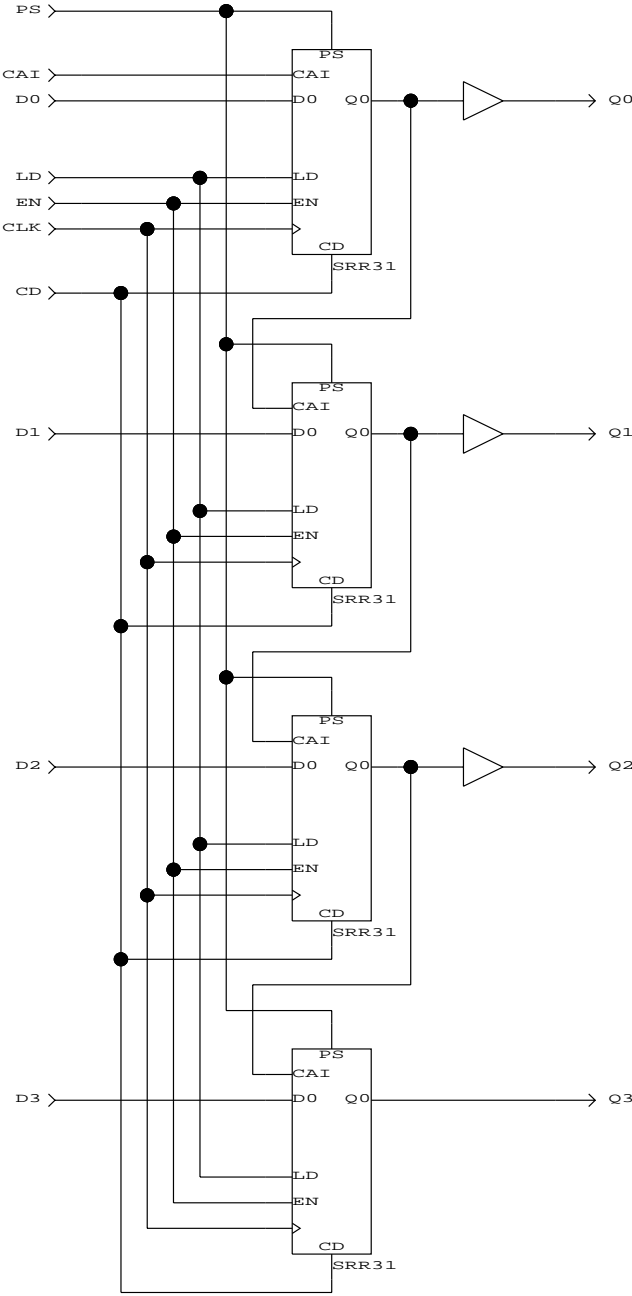 PS
PS
CAI CAI
D0 D0 Q0 Q0
LD LD
EN EN
CLK
CD
SRR31
CD
PS
CAI
D1 D0 Q0 Q1
LD
EN
CD
SRR31
PS
CAI
D2 D0 Q0 Q2
LD
EN
CD
SRR31
PS
CAI
D3 D0 Q0 Q3
LD
EN
CD
SRR31